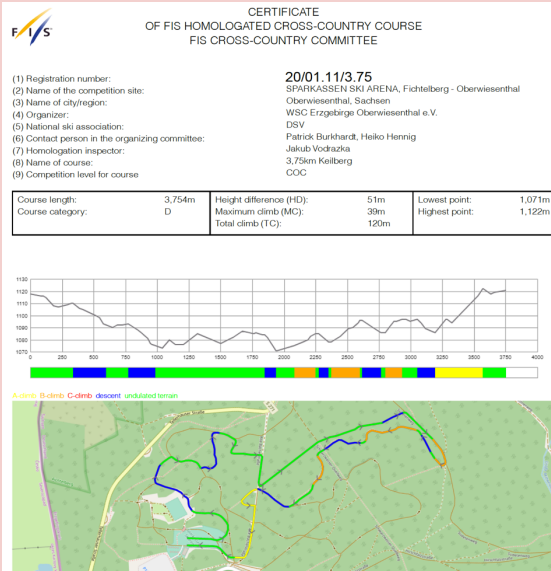 F/I/S
CERTIFICATE
OF FIS HOMOLOGATED CROSS-COUNTRY COURSE
FIS CROSS-COUNTRY COMMITTEE
(1) Registration number: 20/01.11/3.75
(2) Name of the competition site: SPARKASSEN SKI ARENA, Fichtelberg - Oberwiesenthal
(3) Name of city/region: Oberwiesenthal, Sachsen
(4) Organizer: WSC Erzgebirge Oberwiesenthal e.V.
(5) National ski association: DSV
(6) Contact person in the organizing committee: Patrick Burkhardt, Heiko Hennig
(7) Homologation inspector: Jakub Vodrazka
(8) Name of course: 3,75km Keilberg
(9) Competition level for course COC
Course length: 3,754m Height difference (HD): 51m Lowest point: 1,071m
Course category: D Maximum climb (MC): 39m Highest point: 1,122m
Total climb (TC): 120m
1130
1120
1110
1100
1090
1080
1070
0 250 500 750 1000 1250 1500 1750 2000 2250 2500 2750 3000 3250 3500 3750 4000
A-climb B-climb C-climb descent undulated terrain